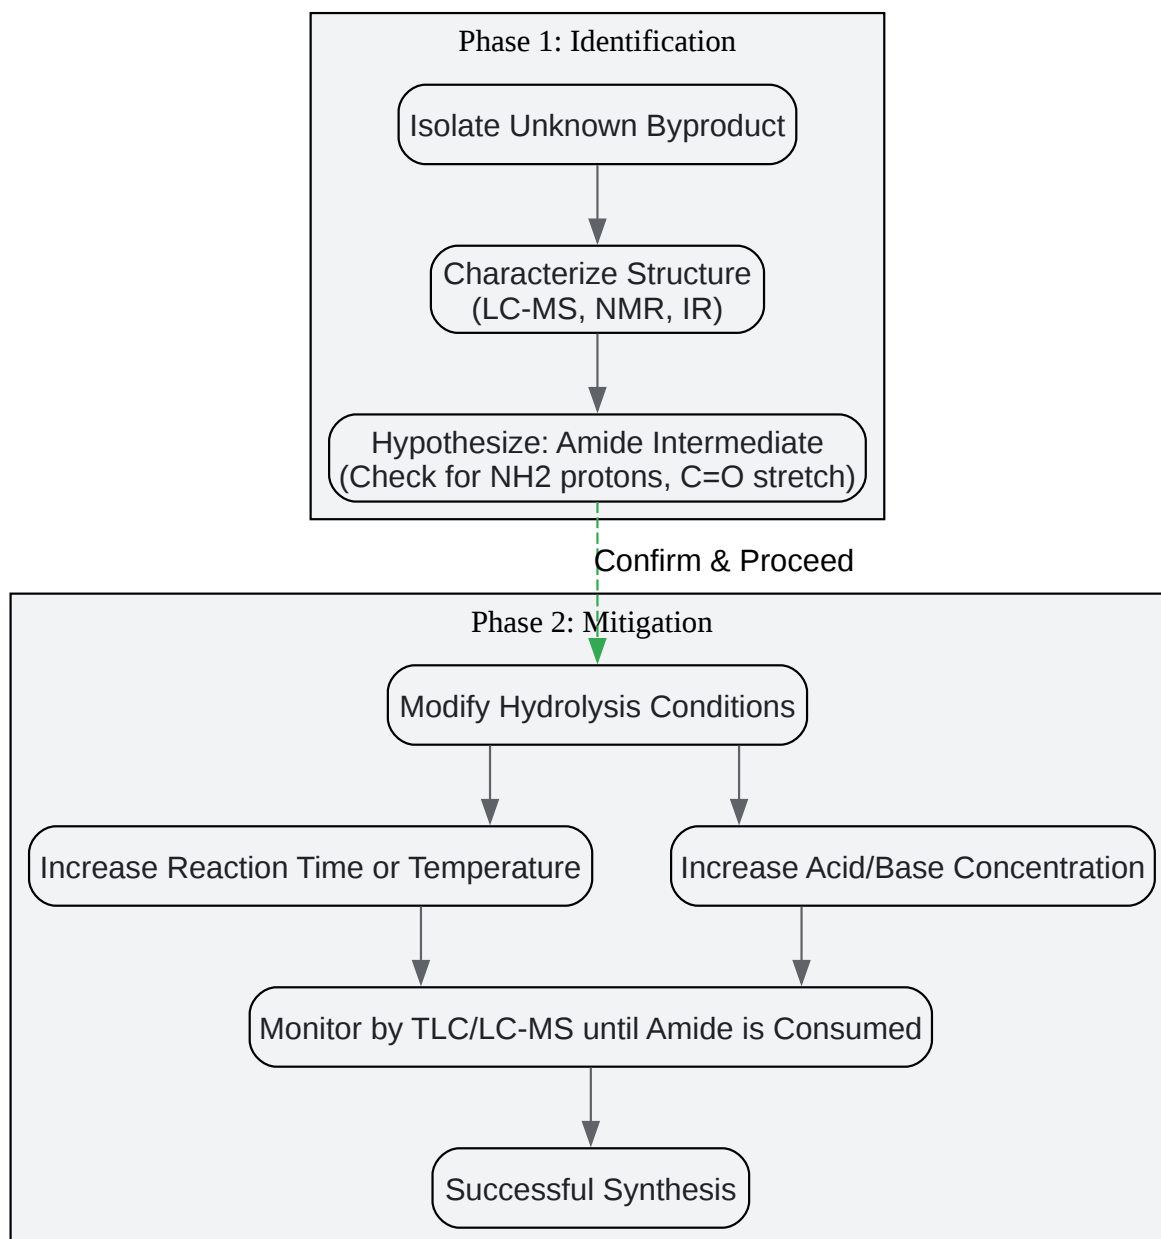 Phase 1: Identification
Isolate Unknown Byproduct
Characterize Structure
(LC-MS, NMR, IR)
Hypothesize: Amide Intermediate
(Check for NH2 protons, C=O stretch)
Confirm & Proceed
Phase 2: Mitigation
Modify Hydrolysis Conditions
Increase Reaction Time or Temperature
Increase Acid/Base Concentration
Monitor by TLC/LC-MS until Amide is Consumed
Successful Synthesis